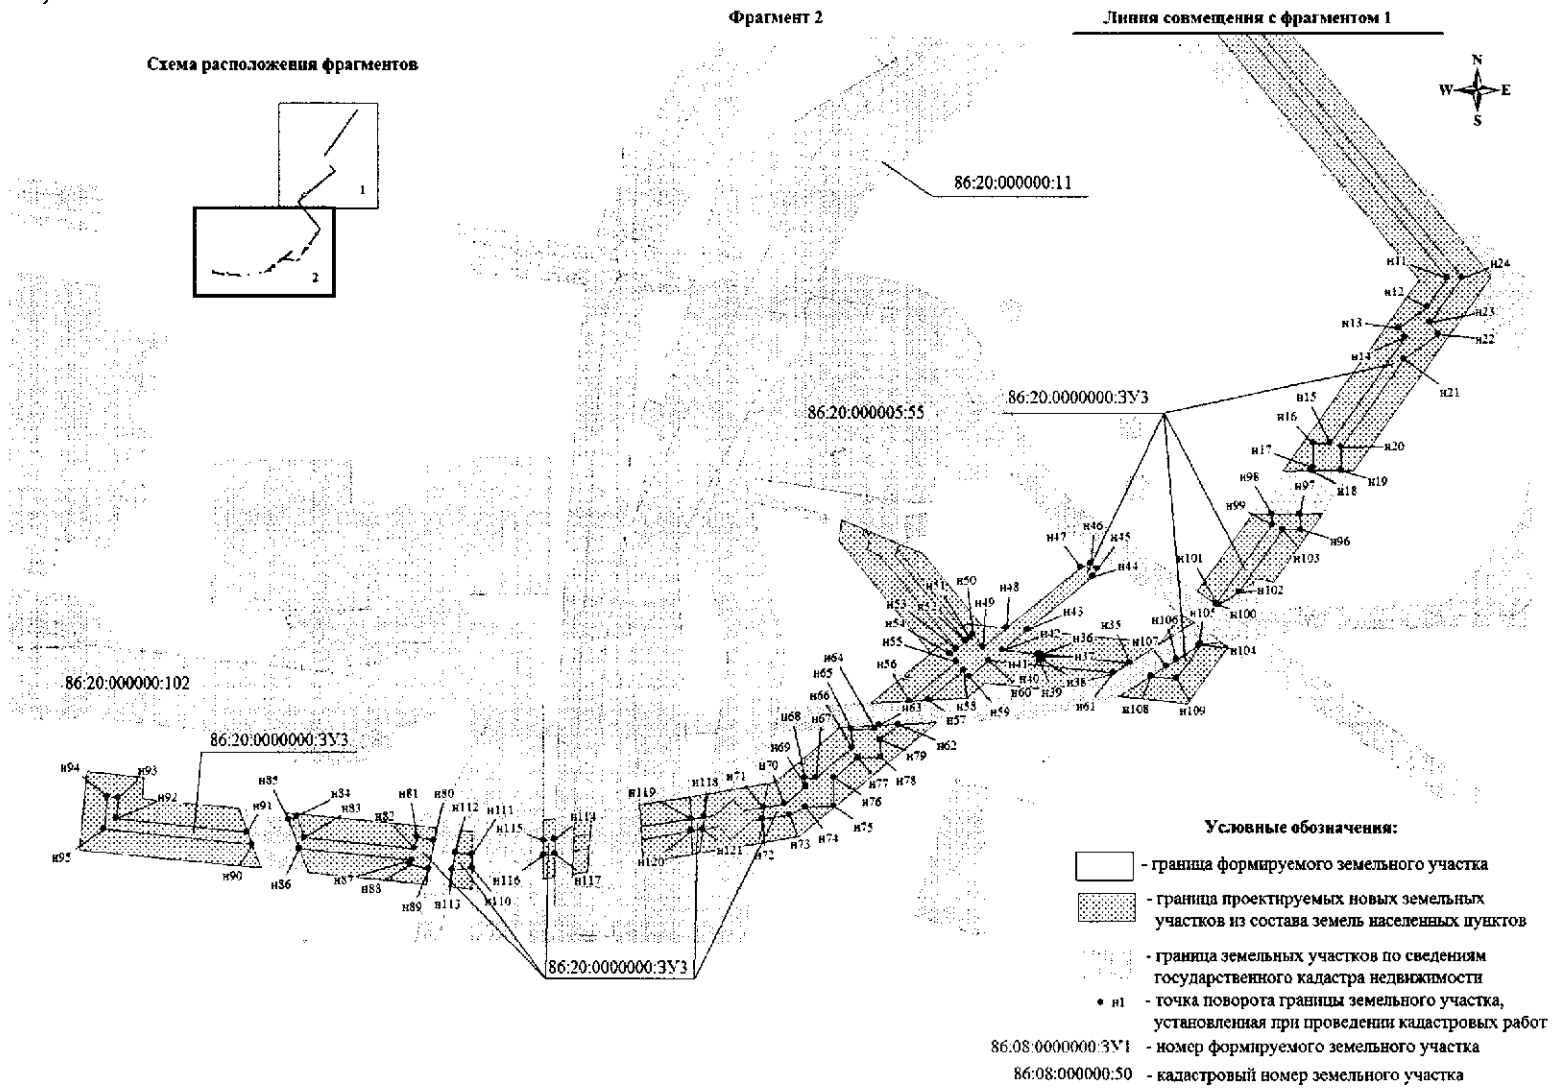 Фрагмент 2
Линия совмещения с фрагментом 1
Схема расположения фрагментов
N
W E
S
1
2
86:20:000000:11
н11
н24
н12
н23
н13
н22
н14
н21
86:20:000005:55
86:20:0000000:ЗУ3
н15
н16
н20
н17
н18
н19
н98
н97
н99
н96
н103
н46
н47
н45
н44
н101
н102
н100
н105
н50
н51
н49
н48
н52
н53
н43
н54
н42
н36
н35
н106
н107
н104
н55
н37
н41
н56
н64
н40
н38
н65
н60
н39
н61
н66
н63
н58
н59
н108
н109
н57
86:20:000000:102
н68
н67
н62
н79
86:20:0000000:ЗУ3
н69
н78
н94
н93
н77
н85
н84
н118
н71
н70
н76
н92
н91
н83
н81
н80
н119
н82
н112
н111
н115
н114
н75
н74
н73
н95
н90
н86
н87
н88
н89
н113
н110
н116
н117
н120
н121
н72
86:20:0000000:ЗУ3
Условные обозначения:
- граница формируемого земельного участка
- граница проектируемых новых земельных
участков из состава земель населенных пунктов
- граница земельных участков по сведениям
государственного кадастра недвижимости
• н1 - точка поворота границы земельного участка,
установленная при проведении кадастровых работ
86:08:0000000:ЗУ1 - номер формируемого земельного участка
86:08:000000:50 - кадастровый номер земельного участка